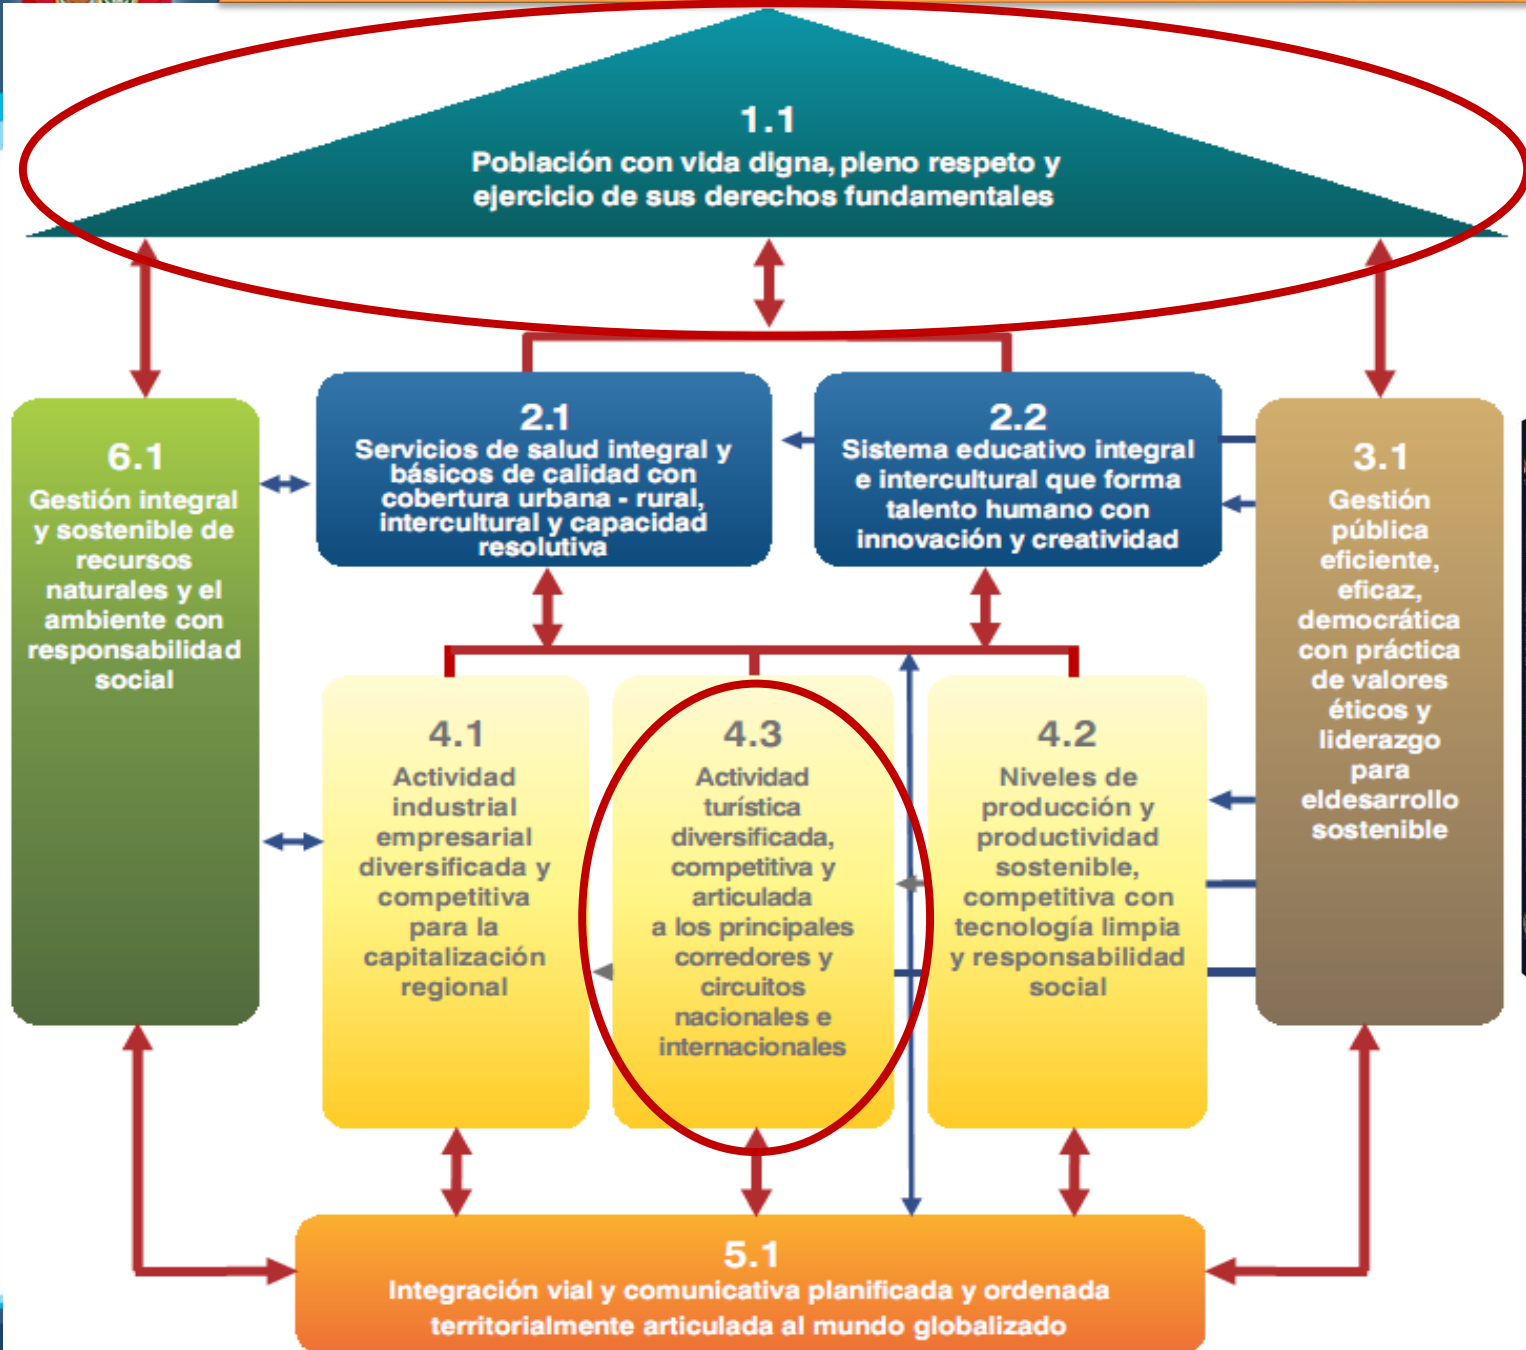 1.1
Población con vida digna, pleno respeto y
ejercicio de sus derechos fundamentales
6.1
Gestión integral
y sostenible de
recursos
naturales y el
ambiente con
responsabilidad
social
2.1
Servicios de salud integral y
básicos de calidad con
cobertura urbana - rural,
intercultural y capacidad
resolutiva
2.2
Sistema educativo integral
e intercultural que forma
talento humano con
innovación y creatividad
3.1
Gestión
pública
eficiente,
eficaz,
democrática
con práctica
de valores
éticos y
liderazgo
para
eldesarrollo
sostenible
4.1
Actividad
industrial
empresarial
diversificada y
competitiva
para la
capitalización
regional
4.3
Actividad
turística
diversificada,
competitiva y
articulada
a los principales
corredores y
circuitos
nacionales e
internacionales
4.2
Niveles de
producción y
productividad
sostenible,
competitiva con
tecnología limpia
y responsabilidad
social
5.1
Integración vial y comunicativa planificada y ordenada
territorialmente articulada al mundo globalizado